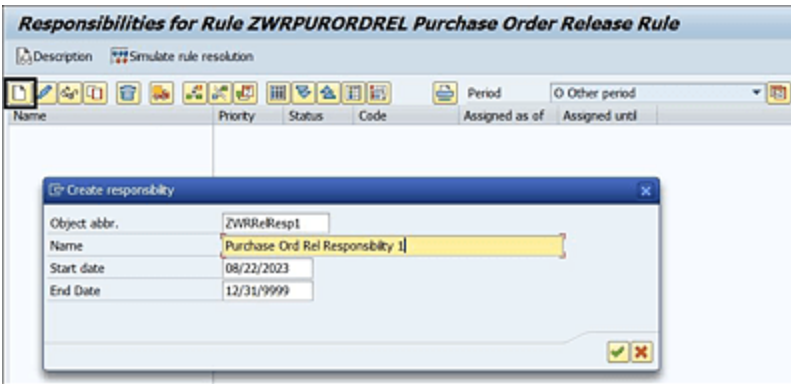 Responsibilities for Rule ZWRPURORDREL Purchase Order Release Rule
Description Simulate rule resolution
Period O Other period
Name Priority Status Code Assigned as of Assigned until
Create responsibility
Object abbr. ZWRRelResp1
Name Purchase Ord Rel Responsibility 1
Start date 08/22/2023
End Date 12/31/9999